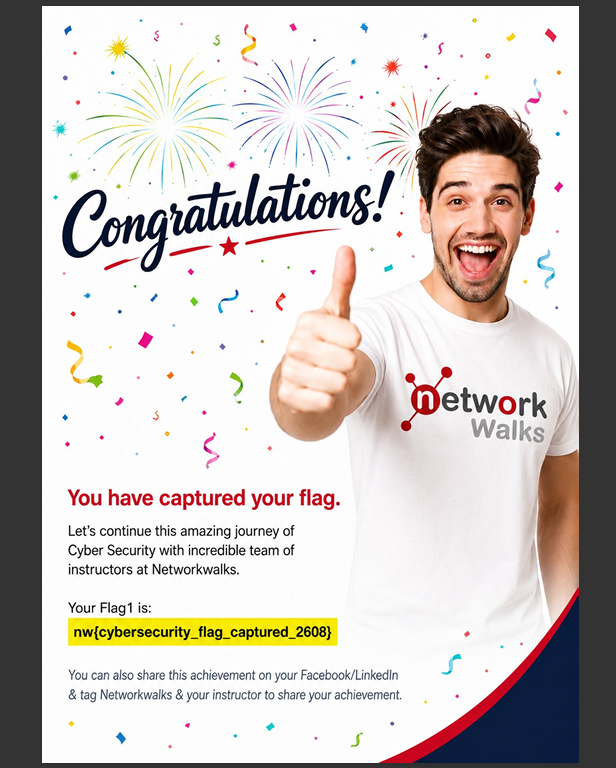 Congratulations!
network
Walks
You have captured your flag.
Let's continue this amazing journey of
Cyber Security with incredible team of
instructors at Networkwalks.
Your Flag1 is:
nw{cybersecurity_flag_captured_2608}
You can also share this achievement on your Facebook/LinkedIn
& tag Networkwalks & your instructor to share your achievement.